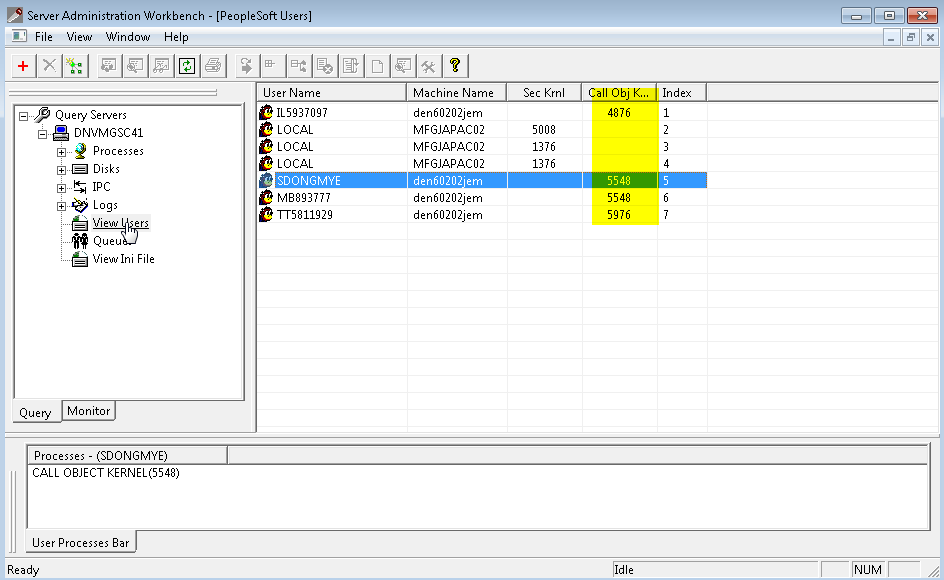 Server Administration Workbench - [PeopleSoft Users]
File View Window Help
User Name Machine Name Sec Krnl Call Obj K... Index
IL5937097 den60202jem 4876 1
LOCAL MFGJAPAC02 5008 2
LOCAL MFGJAPAC02 1376 3
LOCAL MFGJAPAC02 1376 4
SDONGMYE den60202jem 5548 5
MB893777 den60202jem 5548 6
TT5811929 den60202jem 5976 7
Query Servers
DNVMGSC41
Processes
Disks
IPC
Logs
View Users
Queue
View Ini File
Query Monitor
Processes - (SDONGMYE)
CALL OBJECT KERNEL(5548)
User Processes Bar
Ready Idle NUM